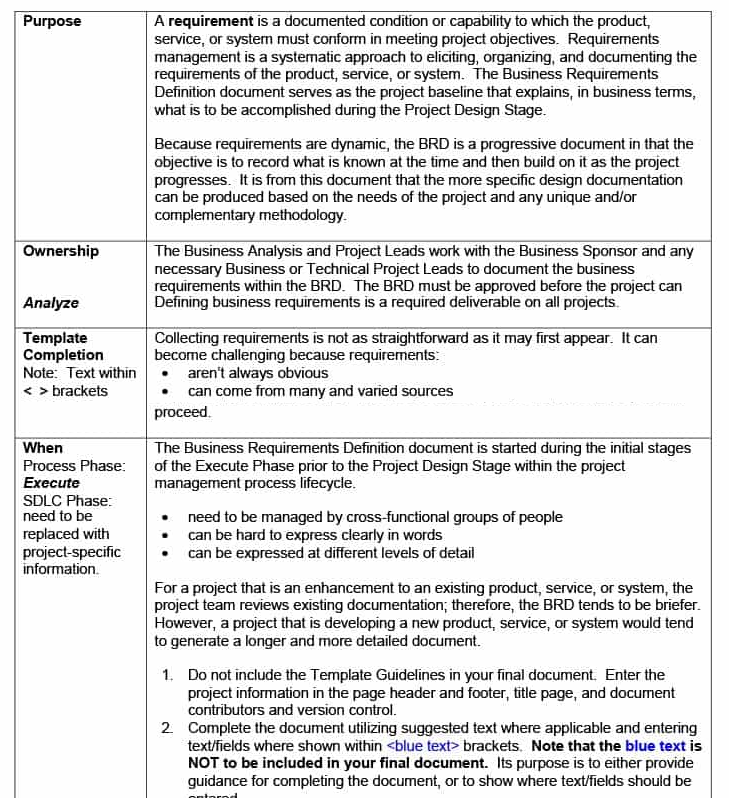 Purpose
A requirement is a documented condition or capability to which the product,
service, or system must conform in meeting project objectives. Requirements
management is a systematic approach to eliciting, organizing, and documenting the
requirements of the product, service, or system. The Business Requirements
Definition document serves as the project baseline that explains, in business terms,
what is to be accomplished during the Project Design Stage.
Because requirements are dynamic, the BRD is a progressive document in that the
objective is to record what is known at the time and then build on it as the project
progresses. It is from this document that the more specific design documentation
can be produced based on the needs of the project and any unique and/or
complementary methodology.
Ownership
Analyze
The Business Analysis and Project Leads work with the Business Sponsor and any
necessary Business or Technical Project Leads to document the business
requirements within the BRD. The BRD must be approved before the project can
Defining business requirements is a required deliverable on all projects.
Template
Completion
Note: Text within
< > brackets
Collecting requirements is not as straightforward as it may first appear. It can
become challenging because requirements:
• aren't always obvious
• can come from many and varied sources
proceed.
When
Process Phase:
Execute
SDLC Phase:
need to be
replaced with
project-specific
information.
The Business Requirements Definition document is started during the initial stages
of the Execute Phase prior to the Project Design Stage within the project
management process lifecycle.
• need to be managed by cross-functional groups of people
• can be hard to express clearly in words
• can be expressed at different levels of detail
For a project that is an enhancement to an existing product, service, or system, the
project team reviews existing documentation; therefore, the BRD tends to be briefer.
However, a project that is developing a new product, service, or system would tend
to generate a longer and more detailed document.
1. Do not include the Template Guidelines in your final document. Enter the
project information in the page header and footer, title page, and document
contributors and version control.
2. Complete the document utilizing suggested text where applicable and entering
text/fields where shown within <blue text> brackets. Note that the blue text is
NOT to be included in your final document. Its purpose is to either provide
guidance for completing the document, or to show where text/fields should be